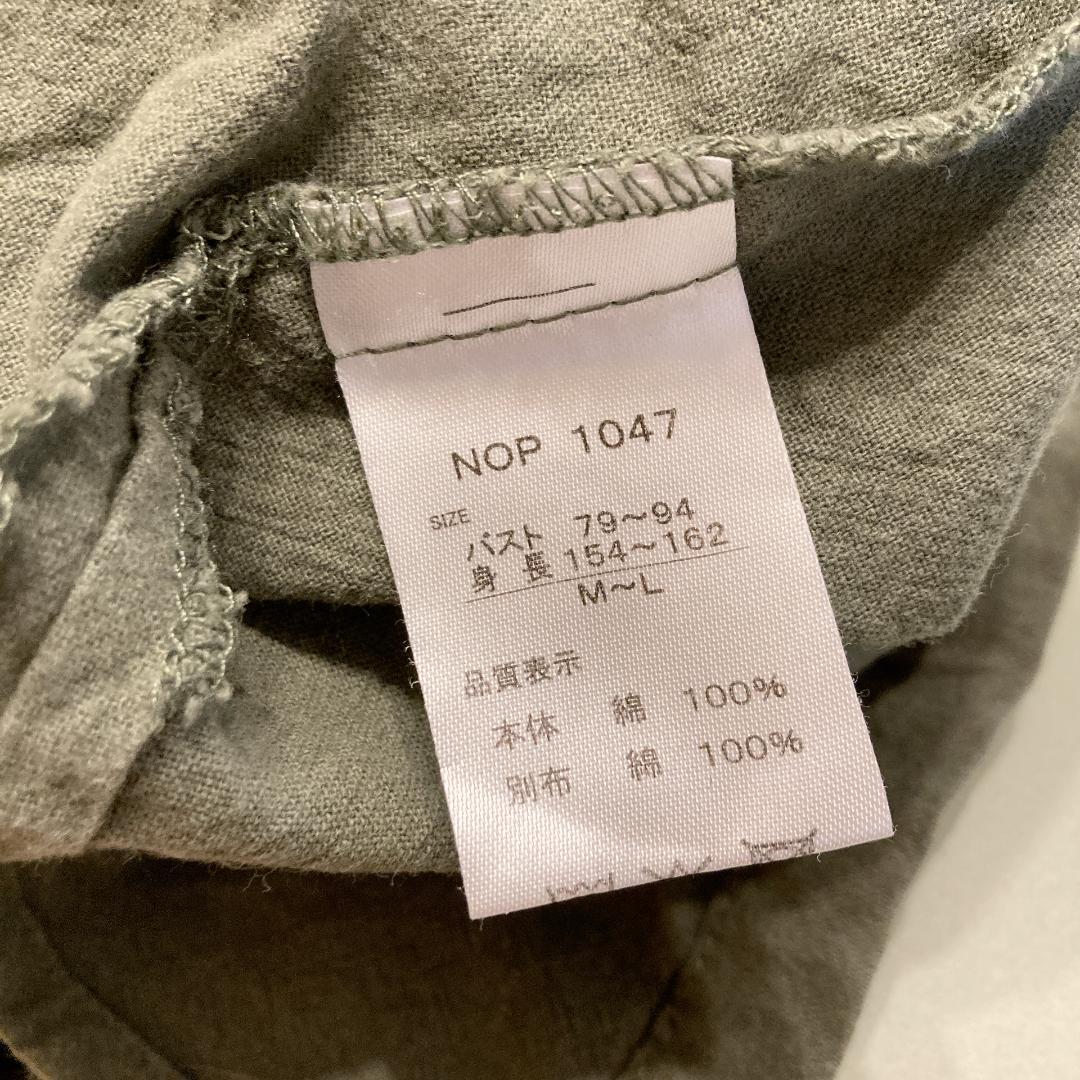 NOP 1047
SIZE
バスト 79～94
身長 154～162
M～L
品質表示
本体 綿 100%
別布 綿 100%